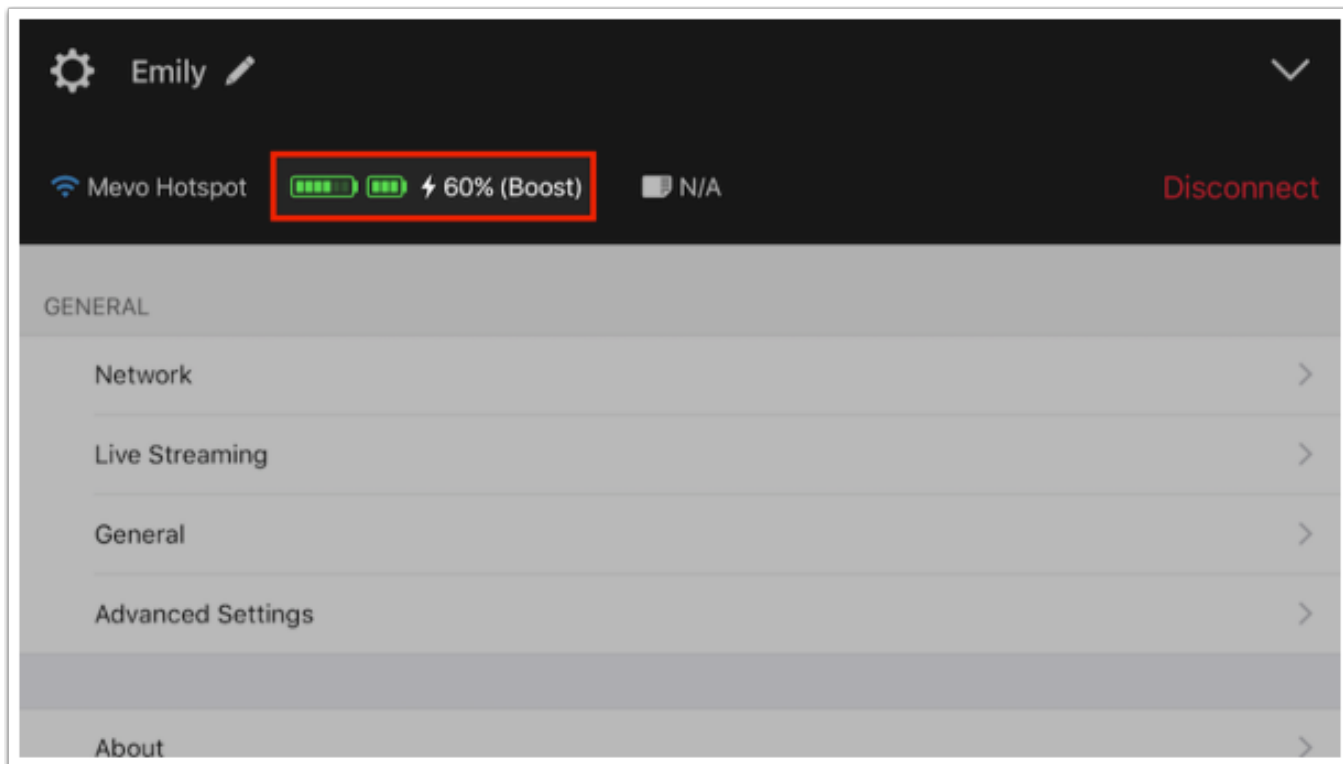 Emily
Mevo Hotspot 60% (Boost) N/A Disconnect
GENERAL
Network
Live Streaming
General
Advanced Settings
About